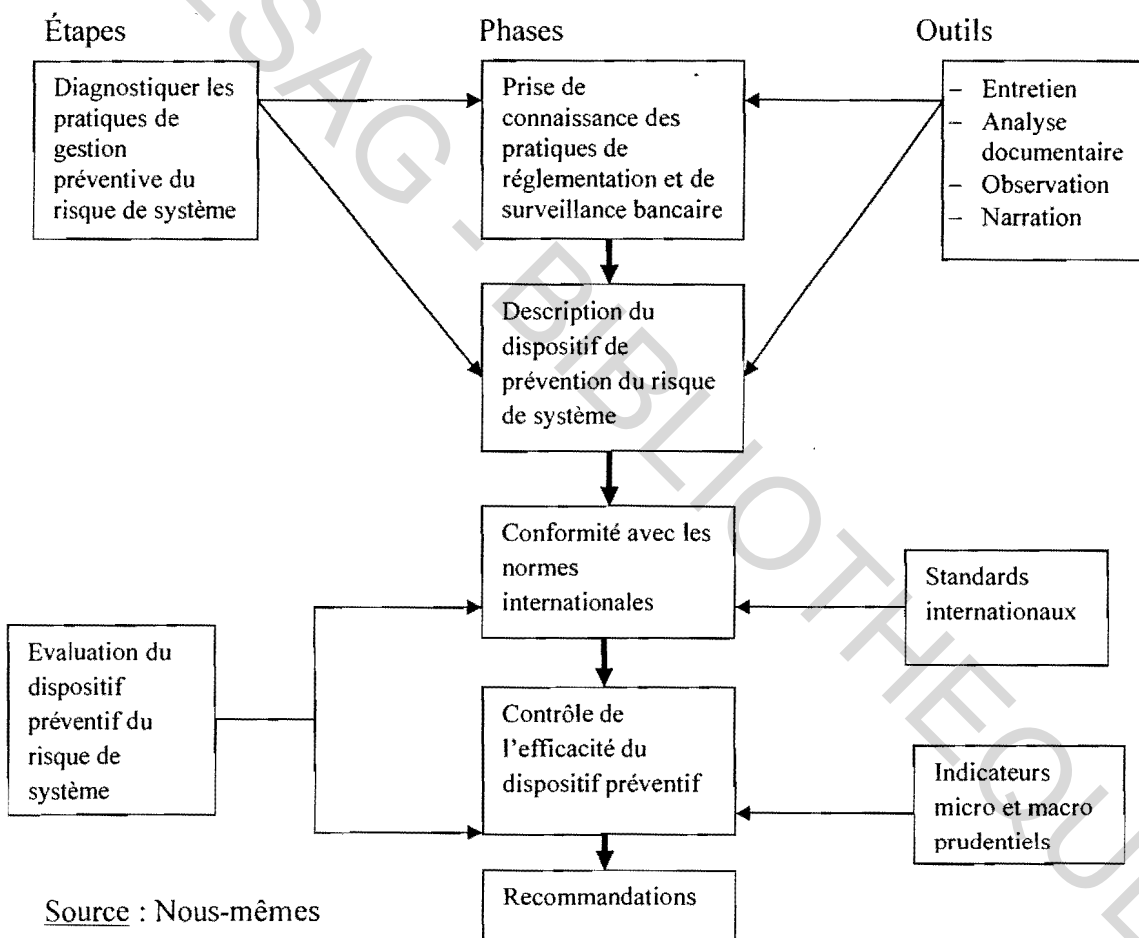 Étapes
Phases
Outils
Diagnostiquer les
pratiques de
gestion
préventive du
risque de système
Prise de
connaissance des
pratiques de
réglementation et de
surveillance bancaire
– Entretien
– Analyse
documentaire
– Observation
– Narration
Description du
dispositif de
prévention du risque
de système
Conformité avec les
normes
internationales
Standards
internationaux
Evaluation du
dispositif
préventif du
risque de
système
Contrôle de
l'efficacité du
dispositif préventif
Indicateurs
micro et macro
prudentiels
Recommandations
Source : Nous-mêmes
SAG - BIBLIOTHEQUE